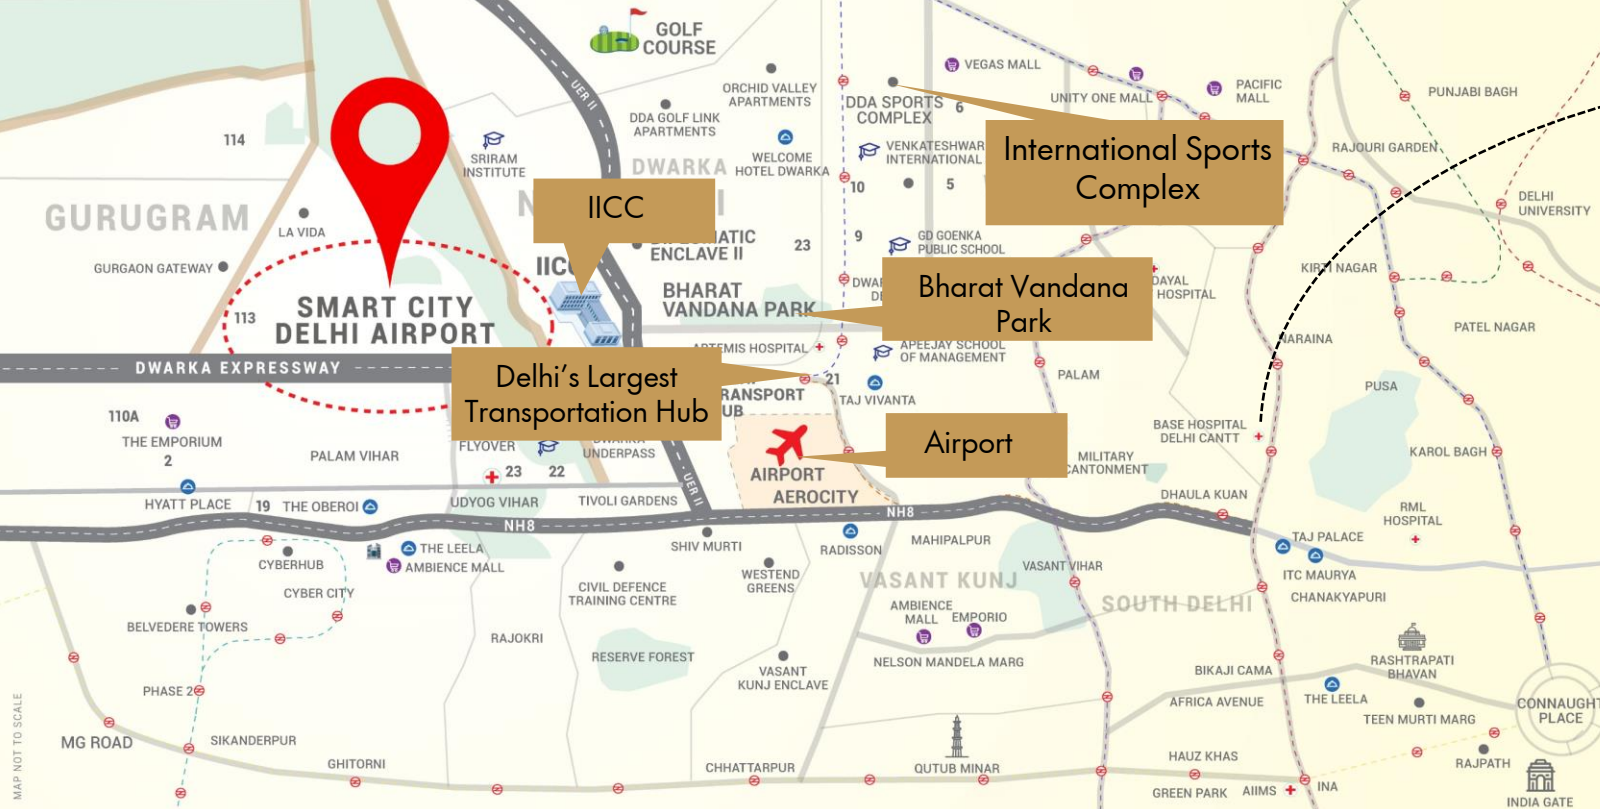 GOLF
COURSE
UER II
VEGAS MALL
ORCHID VALLEY
APARTMENTS
DDA SPORTS
COMPLEX
6
UNITY ONE MALL
PACIFIC
MALL
PUNJABI BAGH
DDA GOLF LINK
APARTMENTS
114
SRIRAM
INSTITUTE
WELCOME
HOTEL DWARKA
DWARKA
VENKATESHWAR
INTERNATIONAL
International Sports
Complex
RAJOURI GARDEN
10
5
DELHI
UNIVERSITY
GURUGRAM
LA VIDA
IICC
23
9
GD GOENKA
PUBLIC SCHOOL
ENCLAVE II
GURGAON GATEWAY
IICC
KIRTI NAGAR
HOSPITAL
BHARAT
VANDANA PARK
Bharat Vandana
Park
113
SMART CITY
DELHI AIRPORT
NARAINA
PATEL NAGAR
ARTEMIS HOSPITAL
APEEJAY SCHOOL
OF MANAGEMENT
DWARKA EXPRESSWAY
Delhi's Largest
Transportation Hub
21
TAJ VIVANTA
PALAM
PUSA
110A
THE EMPORIUM
2
PALAM VIHAR
FLYOVER
DWARKA
UNDERPASS
23
22
Airport
AIRPORT
AEROCITY
MILITARY
CANTONMENT
BASE HOSPITAL
DELHI CANTT
KAROL BAGH
HYATT PLACE
19
THE OBEROI
UDYOG VIHAR
TIVOLI GARDENS
UER II
DHAULA KUAN
RML
HOSPITAL
NH8
NH8
CYBERHUB
THE LEELA
AMBIENCE MALL
SHIV MURTI
RADISSON
MAHIPALPUR
TAJ PALACE
ITC MAURYA
CHANAKYAPURI
CYBER CITY
CIVIL DEFENCE
TRAINING CENTRE
WESTEND
GREENS
VASANT KUNJ
VASANT VIHAR
SOUTH DELHI
BELVEDERE TOWERS
RAJOKRI
AMBIENCE
MALL
EMPORIO
RESERVE FOREST
NELSON MANDELA MARG
BIKAJI CAMA
RASHTRAPATI
BHAVAN
VASANT
KUNJ ENCLAVE
PHASE 2
AFRICA AVENUE
THE LEELA
TEEN MURTI MARG
CONNAUGHT
PLACE
MAP NOT TO SCALE
MG ROAD
SIKANDERPUR
GHITORNI
CHHATTARPUR
QUTUB MINAR
HAUZ KHAS
GREEN PARK
AIIMS
INA
RAJPATH
INDIA GATE